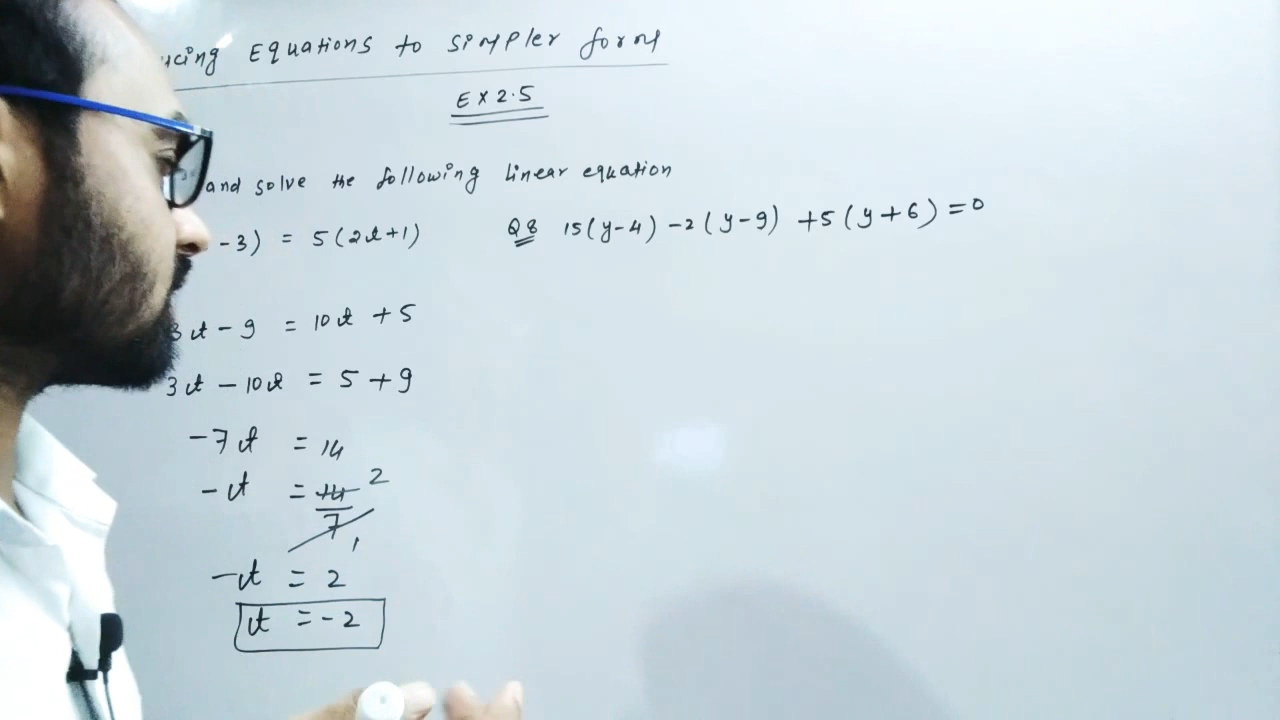 ucing Equations to simpler form
EX 2.5
and solve the following linear equation
-3) = 5(2t+1)
3t - 9 = 10t + 5
3t - 10t = 5 + 9
-7t = 14
-t = 14/7 2 1
-t = 2
t = -2
Q8 15(y-4) -2(y-9) +5(y+6) =0